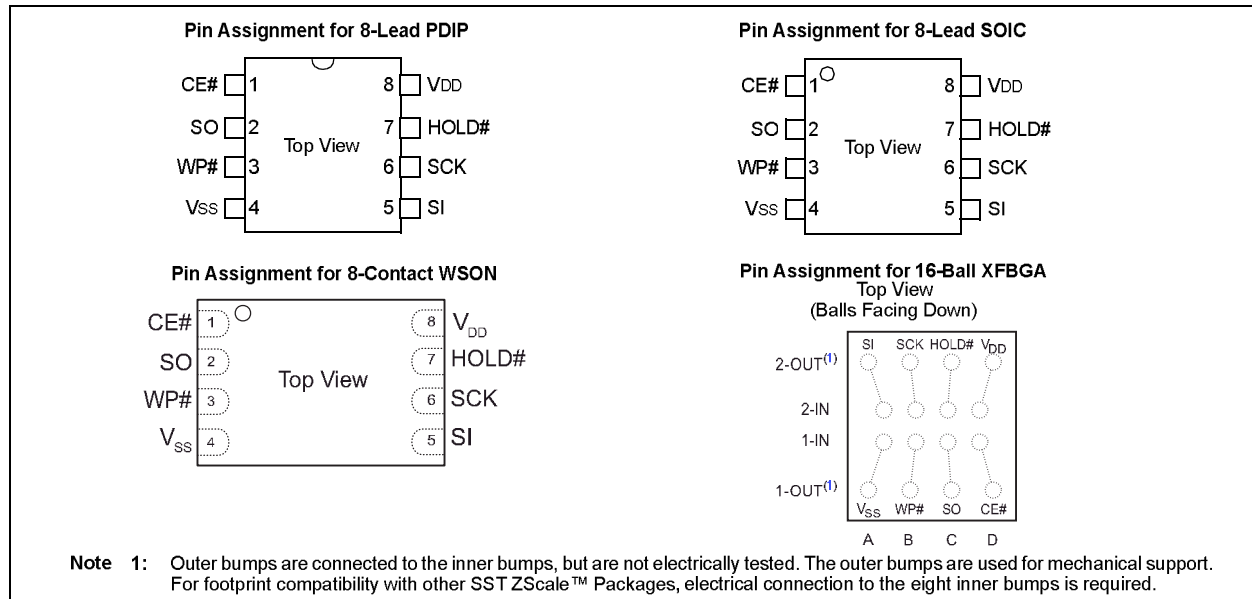 Pin Assignment for 8-Lead PDIP
CE# 1 8 VDD
SO 2 7 HOLD#
Top View
WP# 3 6 SCK
VSS 4 5 SI
Pin Assignment for 8-Lead SOIC
CE# 1 8 VDD
SO 2 7 HOLD#
Top View
WP# 3 6 SCK
VSS 4 5 SI
Pin Assignment for 8-Contact WSON
CE# 1 8 VDD
SO 2 7 HOLD#
Top View
WP# 3 6 SCK
VSS 4 5 SI
Pin Assignment for 16-Ball XFBGA
Top View
(Balls Facing Down)
SI SCK HOLD# VDD
2-OUT(1)
2-IN
1-IN
1-OUT(1)
VSS WP# SO CE#
A B C D
Note 1: Outer bumps are connected to the inner bumps, but are not electrically tested. The outer bumps are used for mechanical support.
For footprint compatibility with other SST ZScale™ Packages, electrical connection to the eight inner bumps is required.